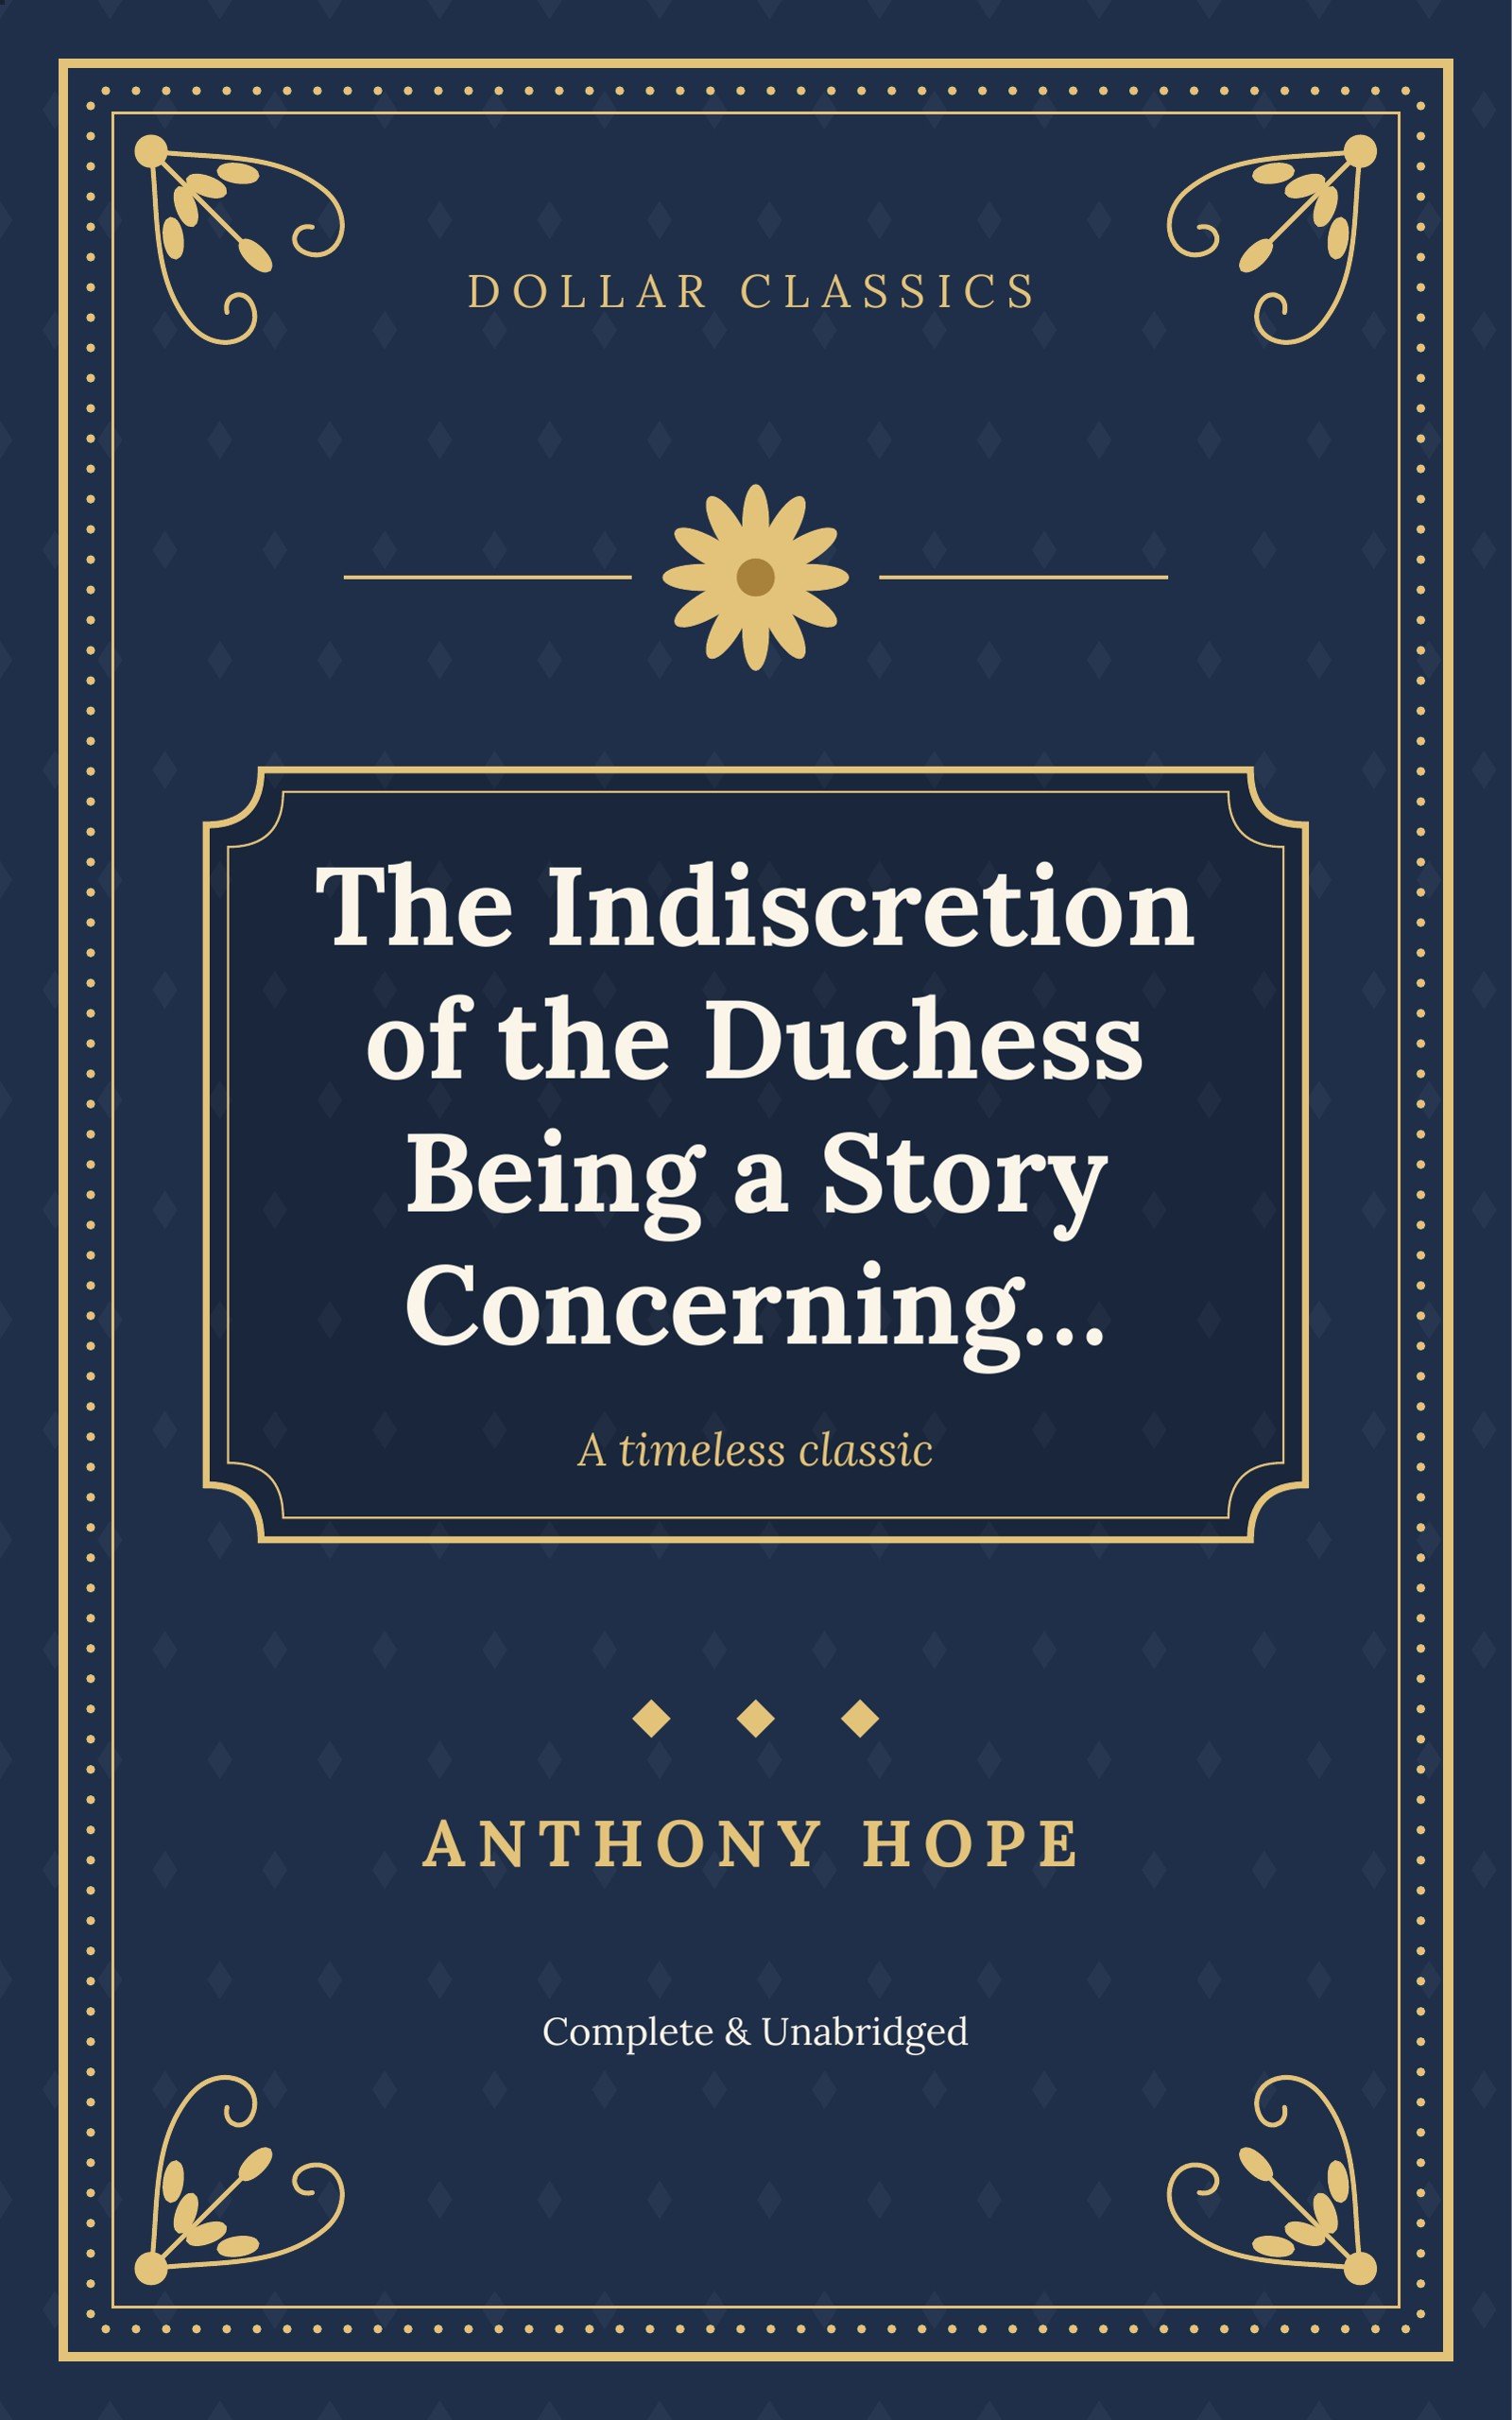 DOLLAR CLASSICS
The Indiscretion
of the Duchess
Being a Story
Concerning...
A timeless classic
ANTHONY HOPE
Complete & Unabridged